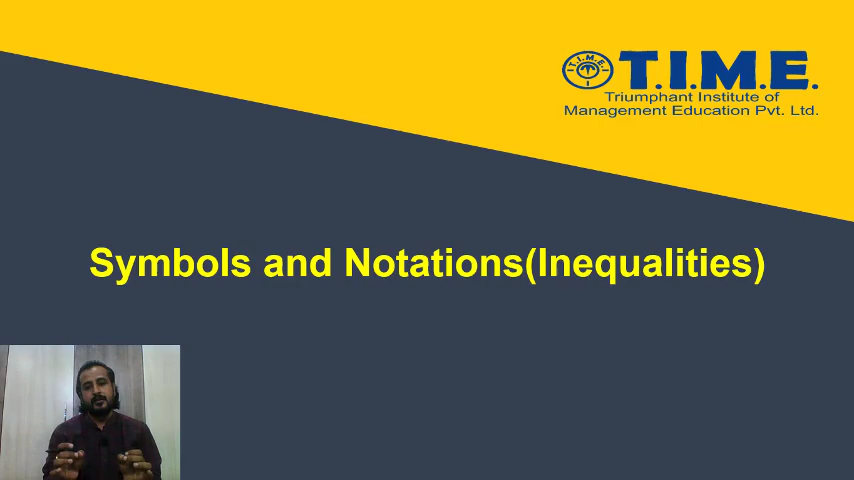 T.I.M.E.
T.I.M.E.
Triumphant Institute of
Management Education Pvt. Ltd.
Symbols and Notations(Inequalities)